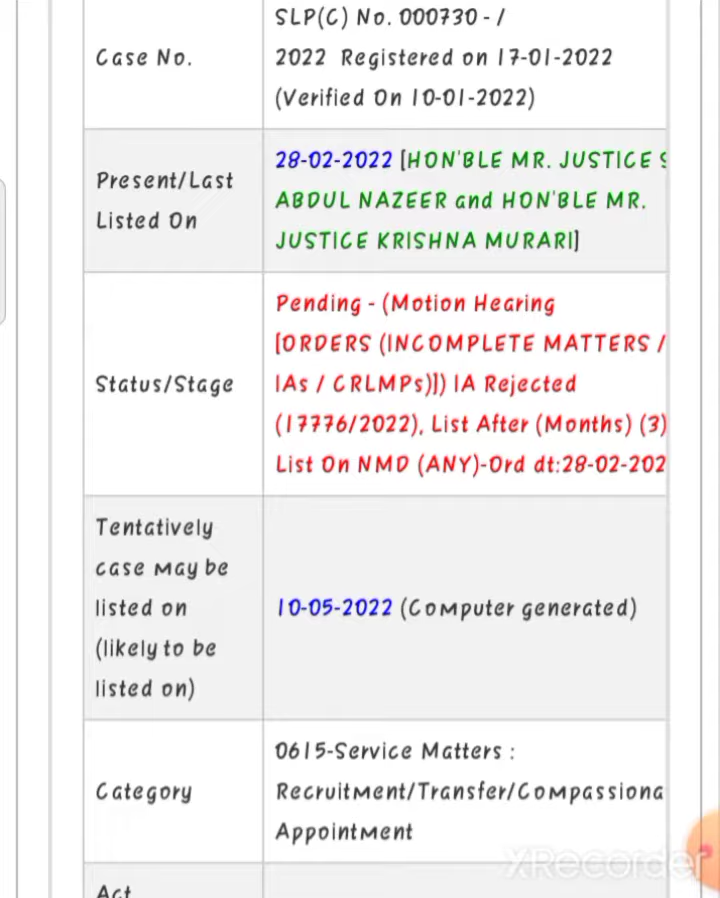 SLP(C) No. 000730 - /
Case No.
2022 Registered on 17-01-2022
(Verified On 10-01-2022)
Present/Last
Listed On
28-02-2022 [HON'BLE MR. JUSTICE S
ABDUL NAZEER and HON'BLE MR.
JUSTICE KRISHNA MURARI]
Status/Stage
Pending - (Motion Hearing
[ORDERS (INCOMPLETE MATTERS /
IAs / CRLMPs)]) IA Rejected
(17776/2022), List After (Months) (3)
List On NMD (ANY)-Ord dt:28-02-202
Tentatively
case may be
listed on
(likely to be
listed on)
10-05-2022 (Computer generated)
Category
0615-Service Matters :
Recruitment/Transfer/Compassiona
Appointment
Act
XRecorder